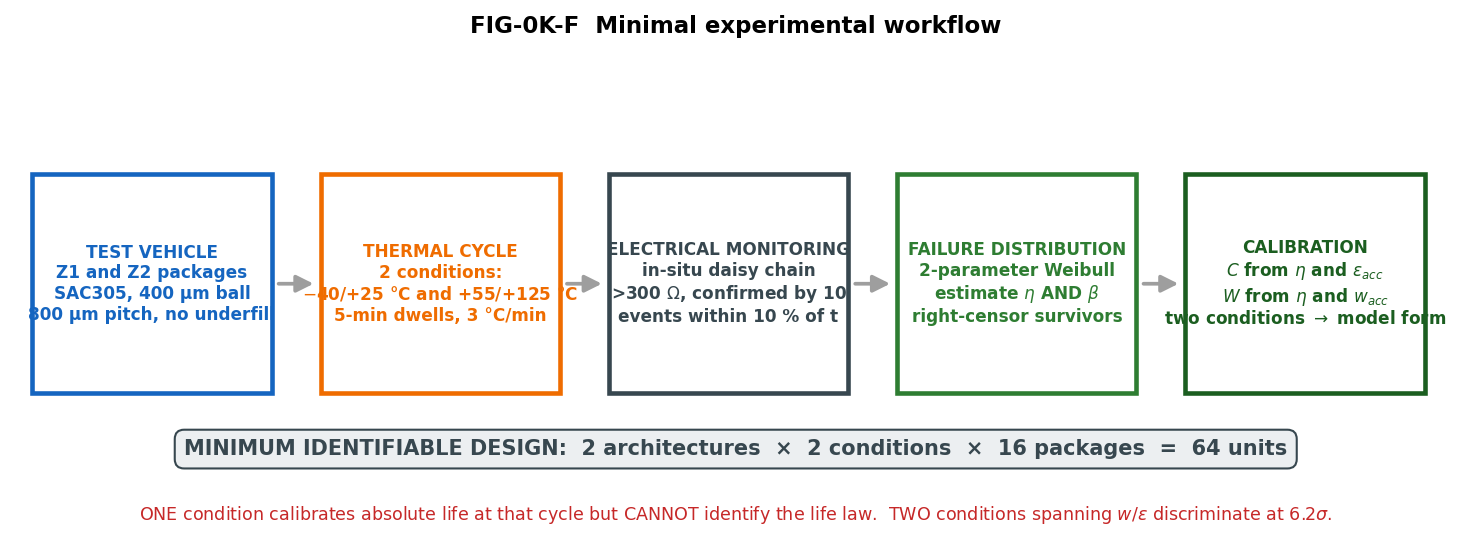 FIG-0K-F  Minimal experimental workflow
TEST VEHICLE
Z1 and Z2 packages
SAC305, 400 µm ball
800 µm pitch, no underfil
THERMAL CYCLE
2 conditions:
−40/+25 °C and +55/+125 °C
5-min dwells, 3 °C/min
ELECTRICAL MONITORING
in-situ daisy chain
>300 Ω, confirmed by 10
events within 10 % of t
FAILURE DISTRIBUTION
2-parameter Weibull
estimate η AND β
right-censor survivors
CALIBRATION
C from η and ε_acc
W from η and w_acc
two conditions → model form
MINIMUM IDENTIFIABLE DESIGN:  2 architectures  ×  2 conditions  ×  16 packages  =  64 units
ONE condition calibrates absolute life at that cycle but CANNOT identify the life law.  TWO conditions spanning w/ε discriminate at 6.2σ.